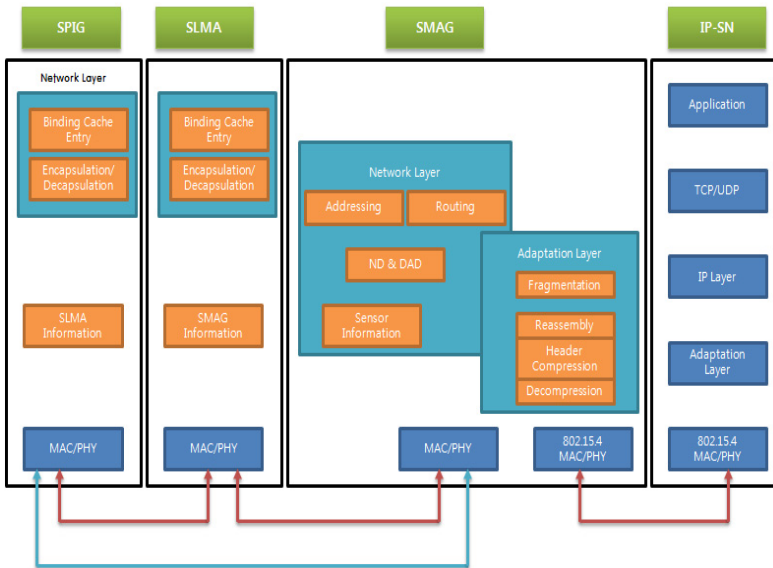 SPIG
SLMA
SMAG
IP-SN
Network Layer
Binding Cache
Entry
Encapsulation/
Decapsulation
SLMA
Information
MAC/PHY
Binding Cache
Entry
Encapsulation/
Decapsulation
SMAG
Information
MAC/PHY
Network Layer
Addressing
Routing
ND & DAD
Sensor
Information
Adaptation Layer
Fragmentation
Reassembly
Header
Compression
Decompression
MAC/PHY
802.15.4
MAC/PHY
Application
TCP/UDP
IP Layer
Adaptation
Layer
802.15.4
MAC/PHY